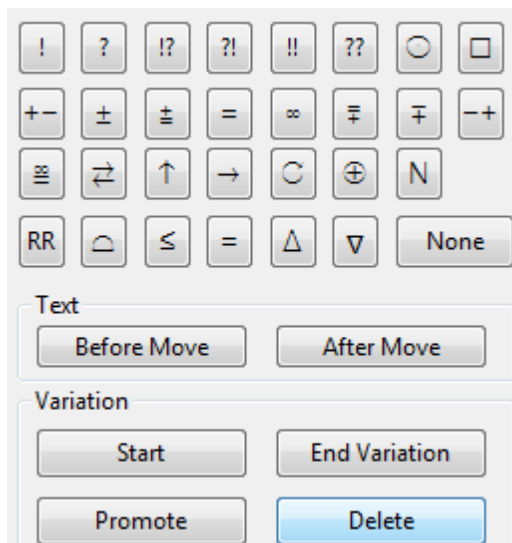 ! ? !? ?! !! ?? ○ □
+− ± ⩲ = ∞ ⩱ ∓ −+
⯹ ⇄ ↑ → ↻ ⊕ N
RR ⌓ ≤ = Δ ∇ None
Text
Before Move After Move
Variation
Start End Variation
Promote Delete